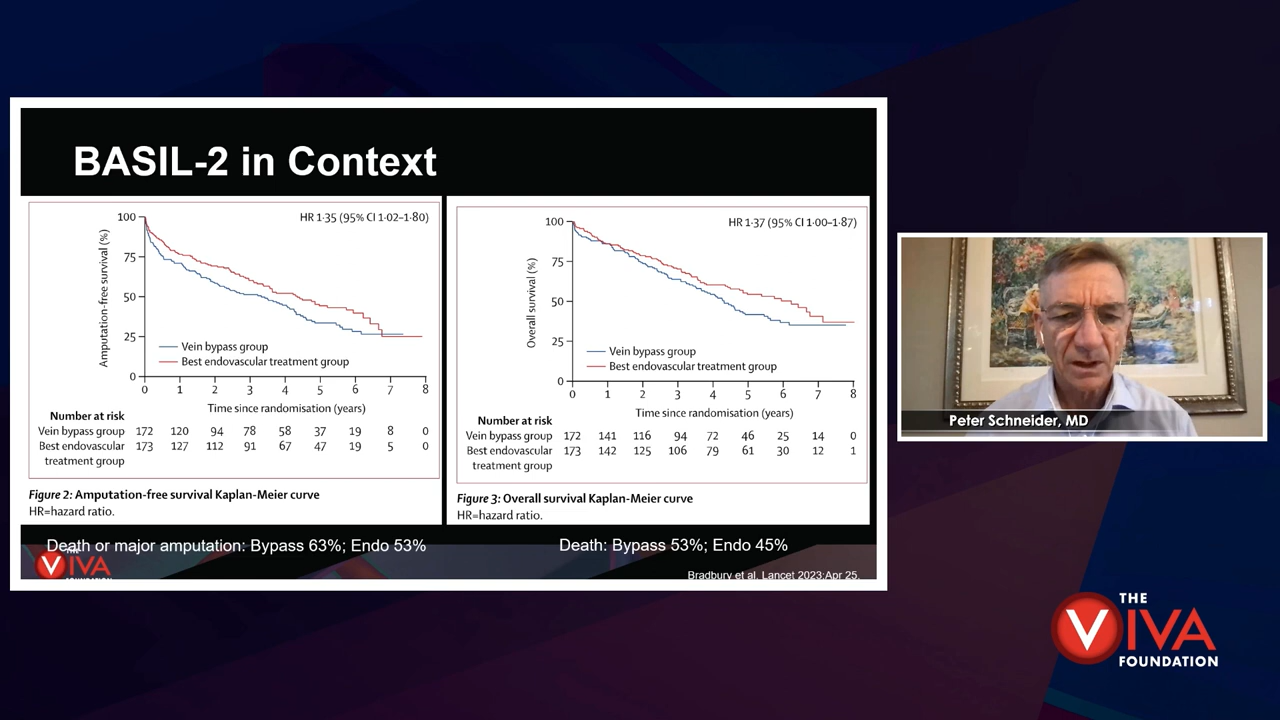 BASIL-2 in Context
HR 1·35 (95% CI 1·02–1·80)
Amputation-free survival (%)
100
75
50
25
0
Vein bypass group
Best endovascular treatment group
0 1 2 3 4 5 6 7 8
Time since randomisation (years)
Number at risk
Vein bypass group 172 120 94 78 58 37 19 8 0
Best endovascular 173 127 112 91 67 47 19 5 0
treatment group
Figure 2: Amputation-free survival Kaplan-Meier curve
HR=hazard ratio.
HR 1·37 (95% CI 1·00–1·87)
Overall survival (%)
100
75
50
25
0
Vein bypass group
Best endovascular treatment group
0 1 2 3 4 5 6 7 8
Time since randomisation (years)
Number at risk
Vein bypass group 172 141 116 94 72 46 25 14 0
Best endovascular 173 142 125 106 79 61 30 12 1
treatment group
Figure 3: Overall survival Kaplan-Meier curve
HR=hazard ratio.
Death or major amputation: Bypass 63%; Endo 53%
Death: Bypass 53%; Endo 45%
THE
VIVA
FOUNDATION
Bradbury et al. Lancet 2023;Apr 25.
Peter Schneider, MD
THE
VIVA
FOUNDATION